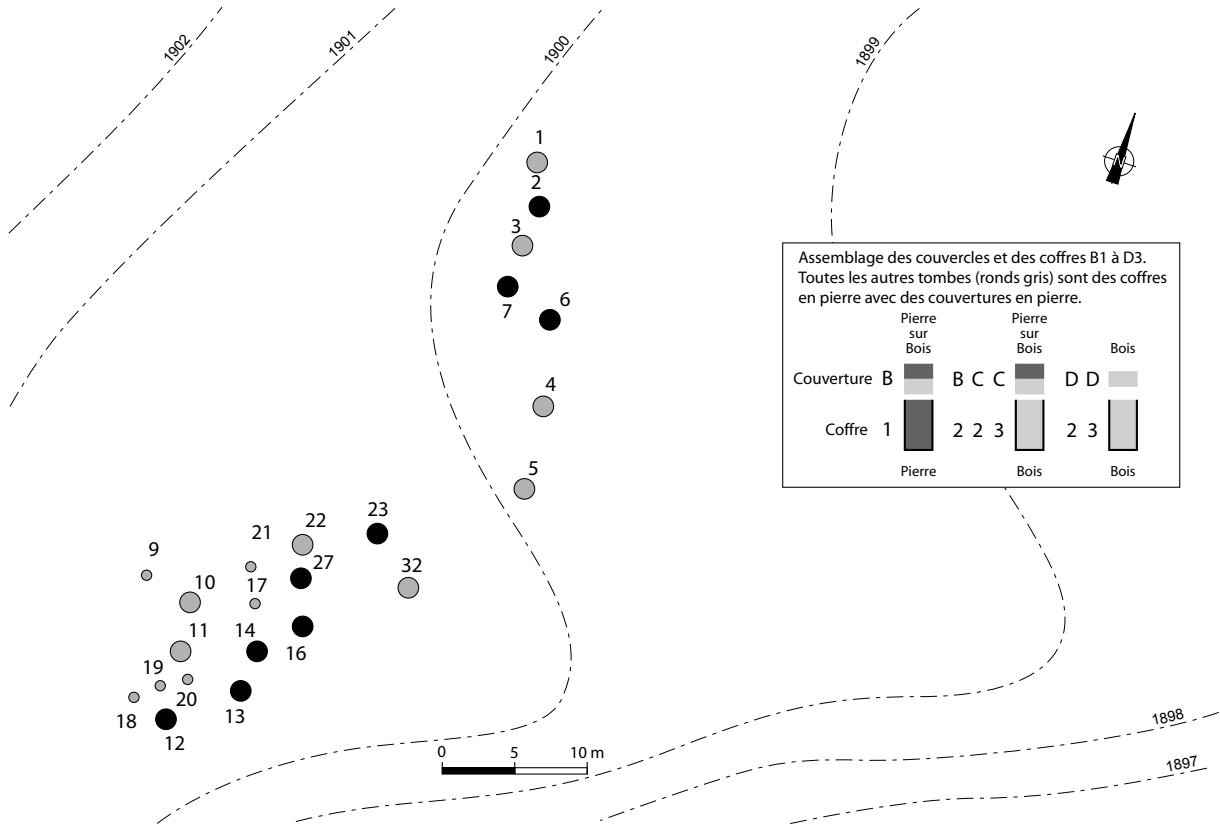 1902
1901
1900
1899
1
2
3
7
6
4
5
23
22
21
9
27
32
10
17
11
14
16
19
20
18
13
12
Assemblage des couvercles et des coffres B1 à D3.
Toutes les autres tombes (ronds gris) sont des coffres
en pierre avec des couvertures en pierre.
Pierre Pierre
sur sur
Bois Bois Bois
Couverture B B C C D D
Coffre 1 2 2 3 2 3
Pierre Bois Bois
0 5 10 m
1898
1897